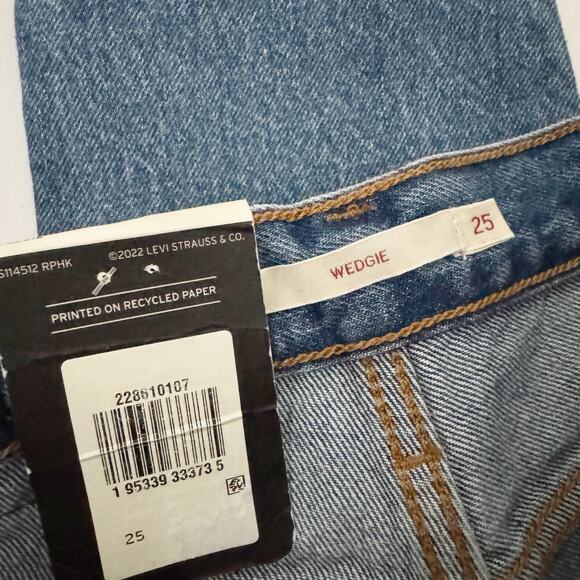 S114512 RPHK
©2022 LEVI STRAUSS & CO.
PRINTED ON RECYCLED PAPER
228610107
1 95339 33373 5
25
WEDGIE
25